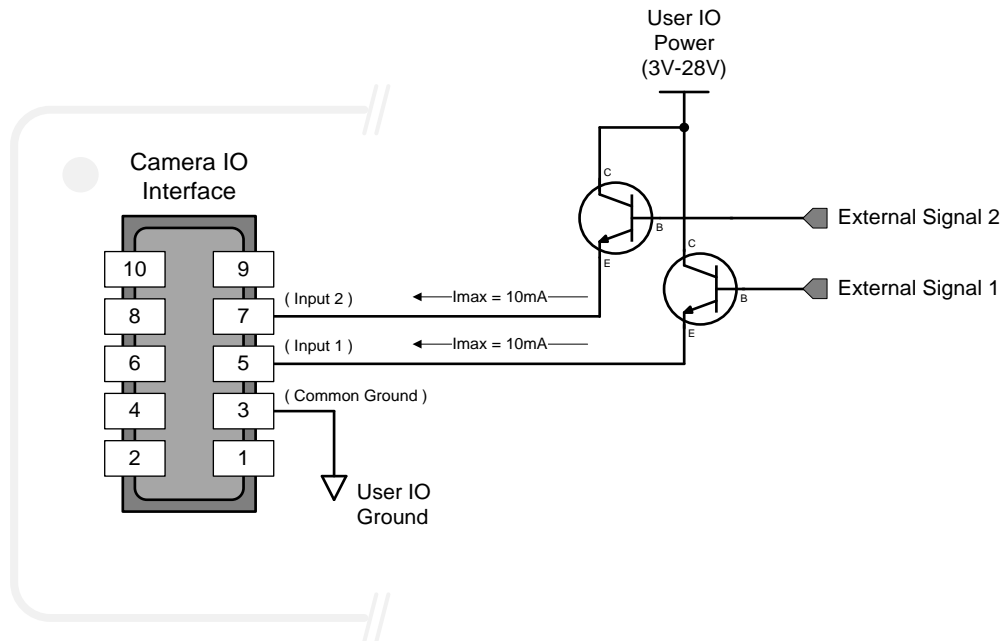 User IO
Power
(3V-28V)
Camera IO
Interface
C
B
E
External Signal 2
C
B
E
External Signal 1
10
9
( Input 2 )
Imax = 10mA
8
7
( Input 1 )
Imax = 10mA
6
5
( Common Ground )
4
3
2
1
User IO
Ground